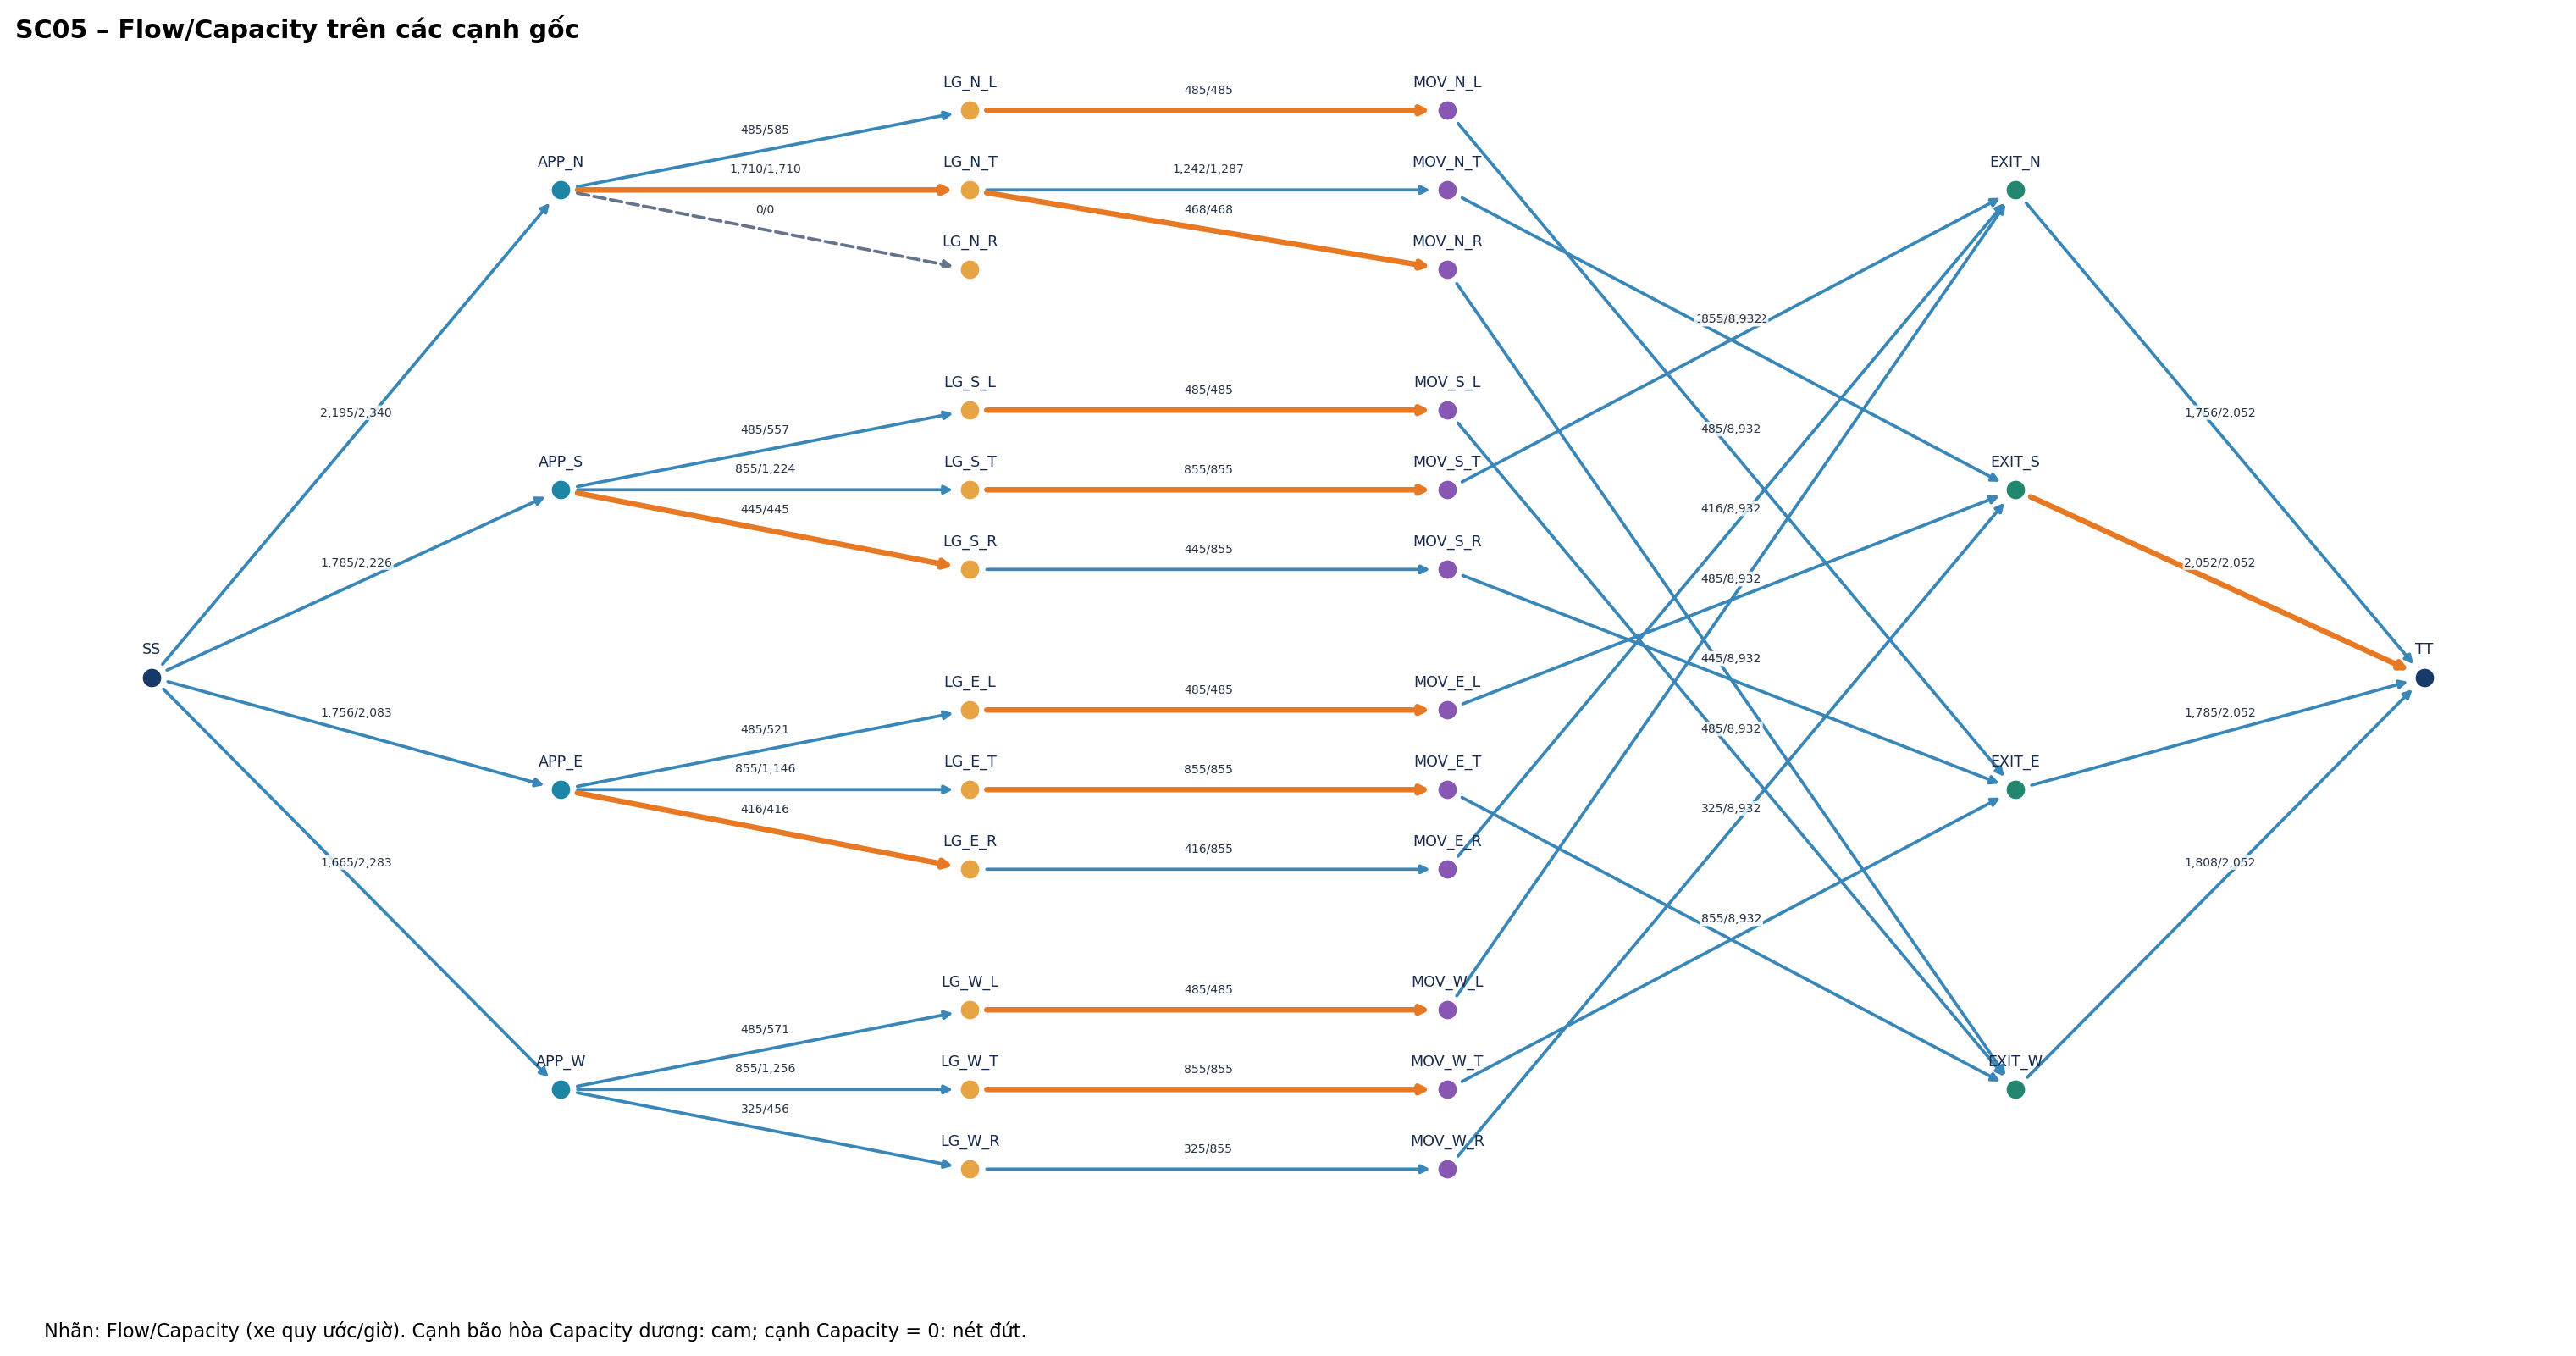 SC05 – Flow/Capacity trên các cạnh gốc
LG_N_L
MOV_N_L
485/485
485/585
APP_N
LG_N_T
MOV_N_T
EXIT_N
1,710/1,710
1,242/1,287
0/0
468/468
LG_N_R
MOV_N_R
855/8,932
LG_S_L
MOV_S_L
485/485
2,195/2,340
1,756/2,052
485/557
485/8,932
APP_S
LG_S_T
MOV_S_T
EXIT_S
855/1,224
855/855
445/445
416/8,932
LG_S_R
MOV_S_R
445/855
1,785/2,226
2,052/2,052
485/8,932
SS
TT
445/8,932
LG_E_L
MOV_E_L
485/485
1,756/2,083
1,785/2,052
485/521
485/8,932
APP_E
LG_E_T
MOV_E_T
EXIT_E
855/1,146
855/855
416/416
325/8,932
LG_E_R
MOV_E_R
416/855
1,665/2,283
1,808/2,052
855/8,932
LG_W_L
MOV_W_L
485/485
485/571
APP_W
LG_W_T
MOV_W_T
EXIT_W
855/1,256
855/855
325/456
LG_W_R
MOV_W_R
325/855
Nhãn: Flow/Capacity (xe quy ước/giờ). Cạnh bão hòa Capacity dương: cam; cạnh Capacity = 0: nét đứt.